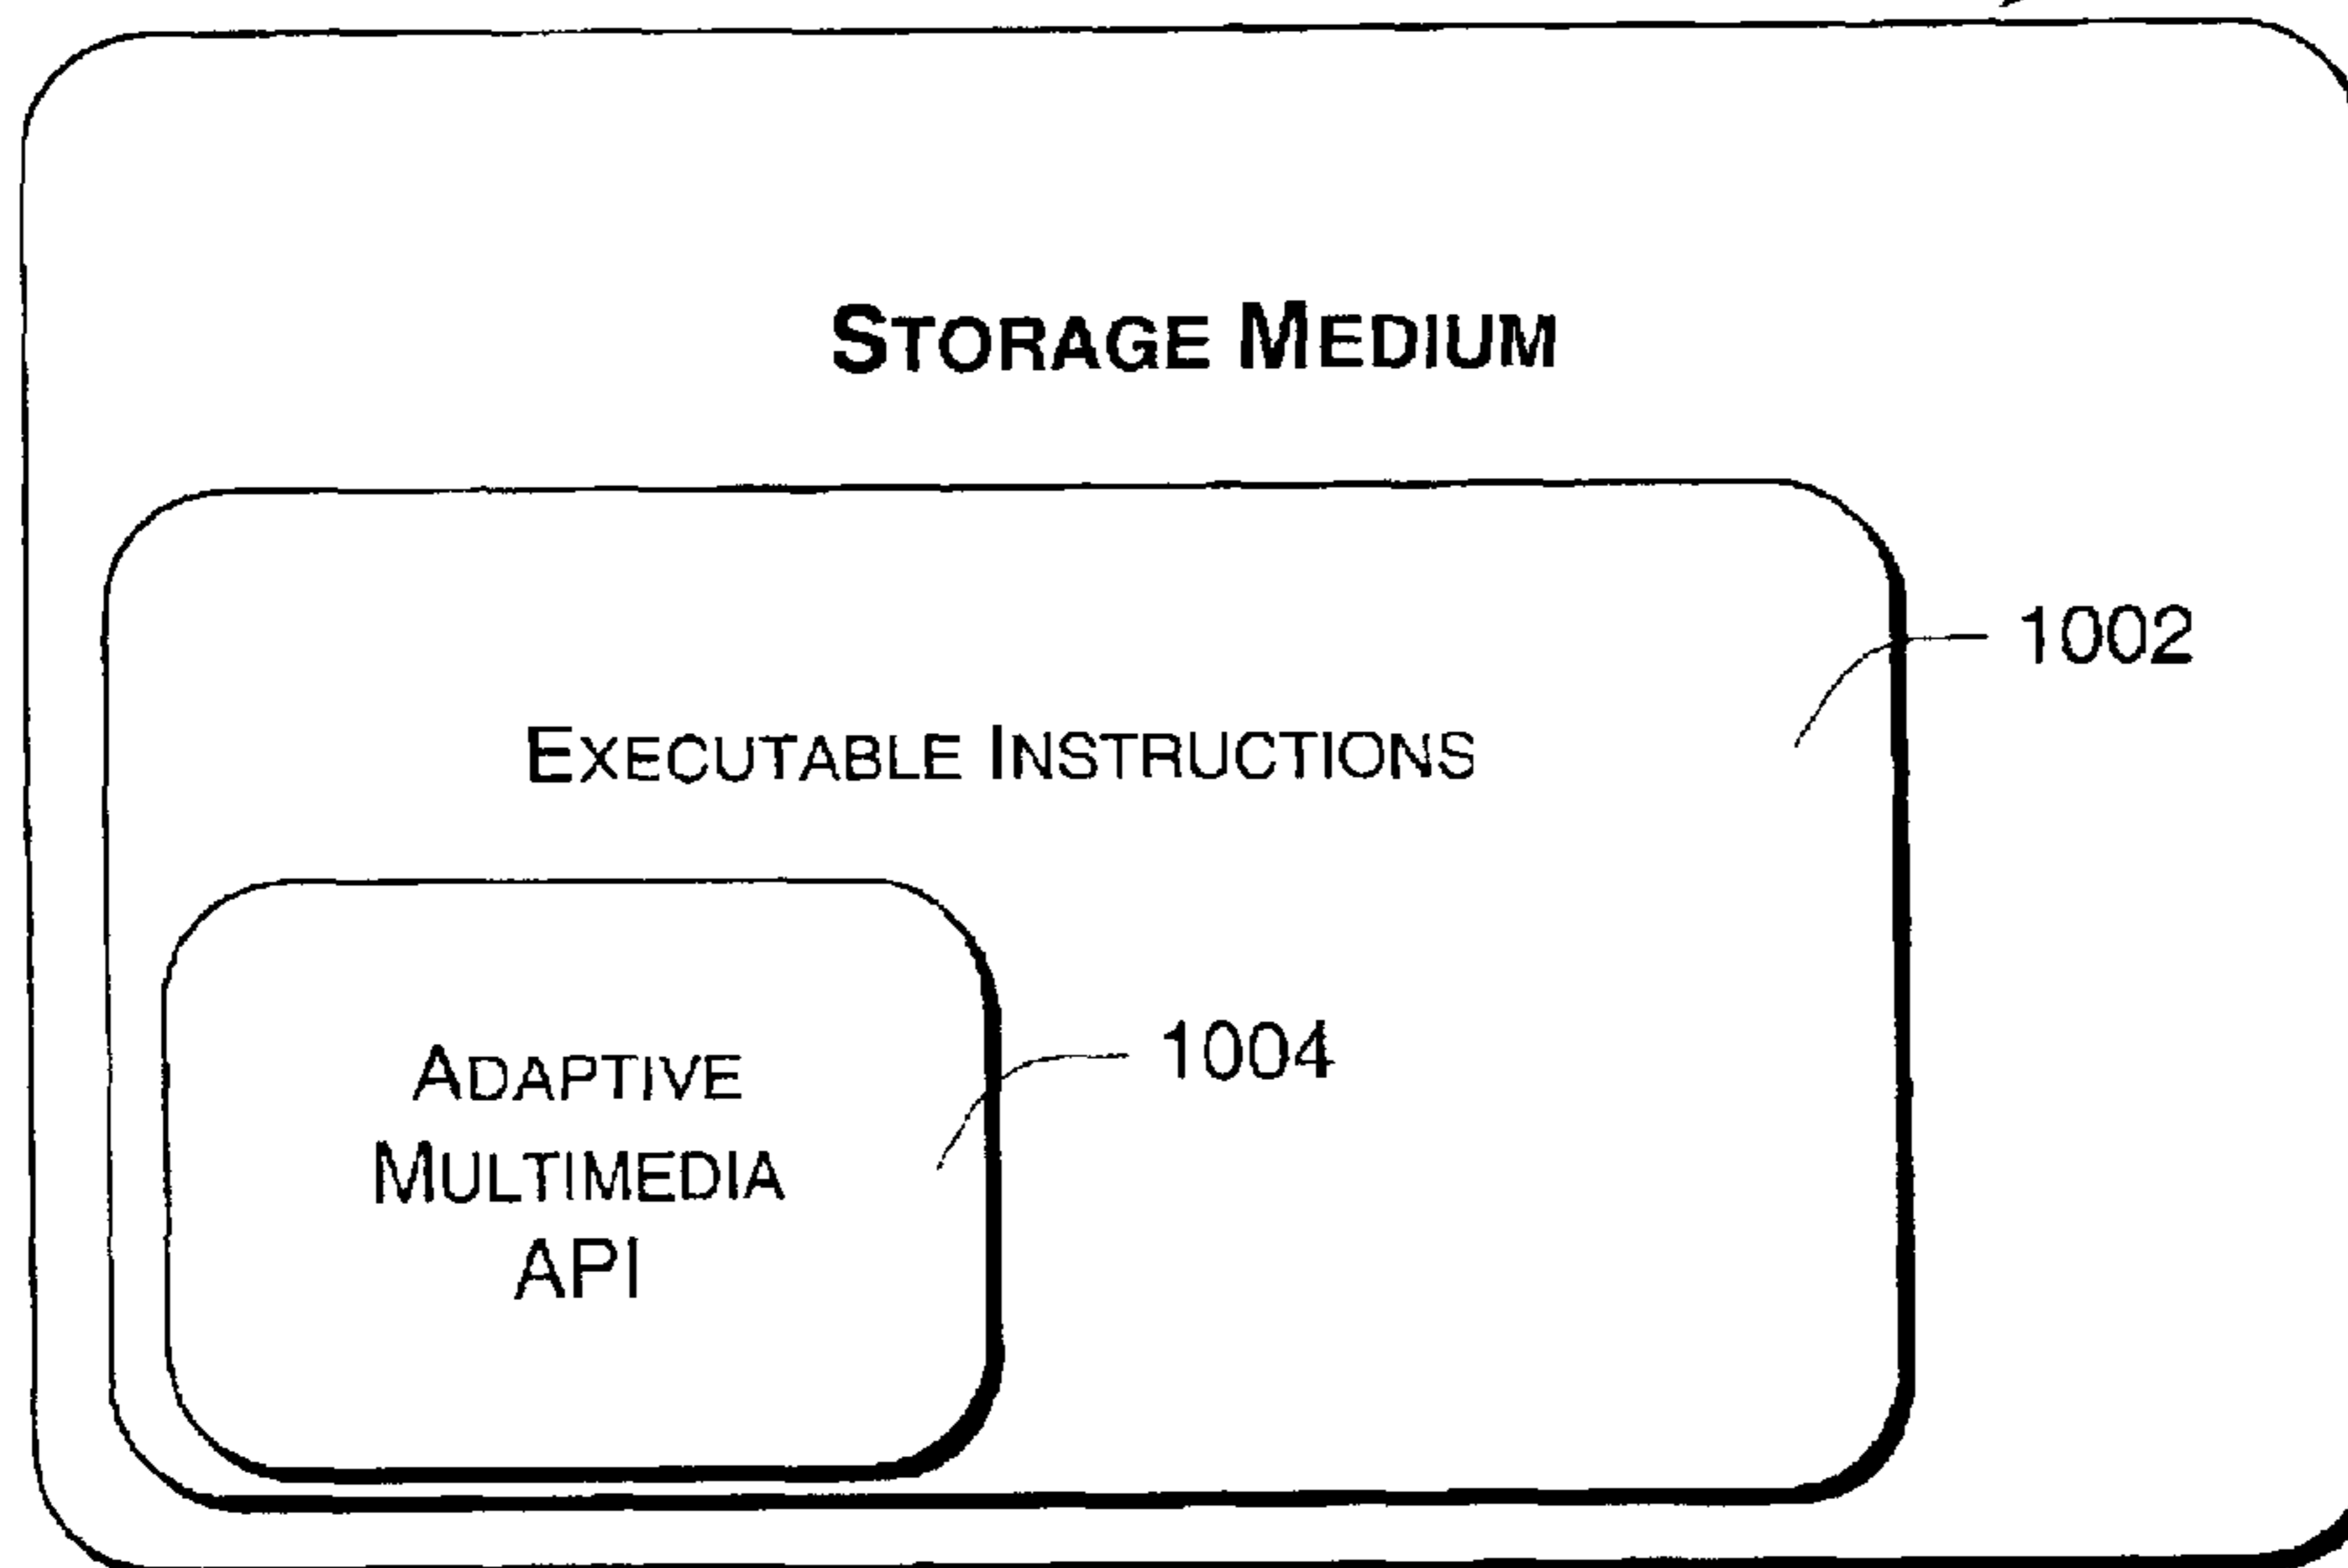 STORAGE MEDIUM
1002
EXECUTABLE INSTRUCTIONS
1004
ADAPTIVE
MULTIMEDIA
API